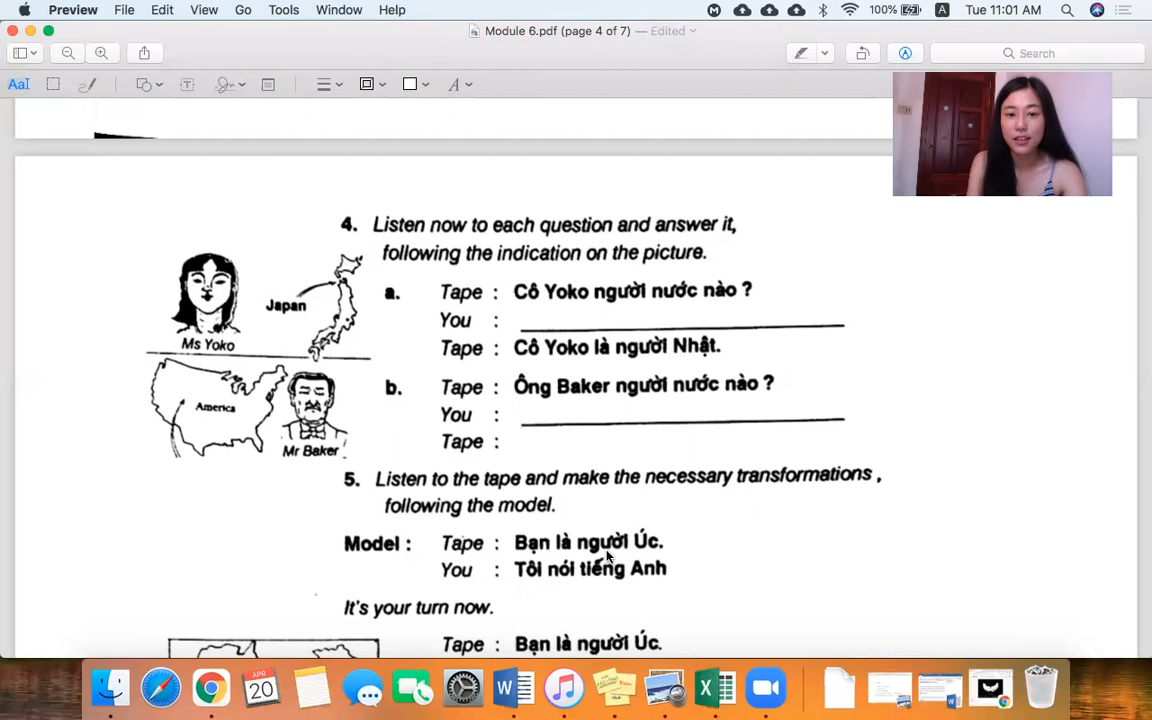 Preview File Edit View Go Tools Window Help 100% A Tue 11:01 AM
Module 6.pdf (page 4 of 7) — Edited
Search
AaI T A
4. Listen now to each question and answer it,
following the indication on the picture.
Japan
Ms Yoko
a. Tape : Cô Yoko người nước nào ?
You :
Tape : Cô Yoko là người Nhật.
America
Mr Baker
b. Tape : Ông Baker người nước nào ?
You :
Tape :
5. Listen to the tape and make the necessary transformations ,
following the model.
Model : Tape : Bạn là người Úc.
You : Tôi nói tiếng Anh
It's your turn now.
Tape : Bạn là người Úc.
APR
20